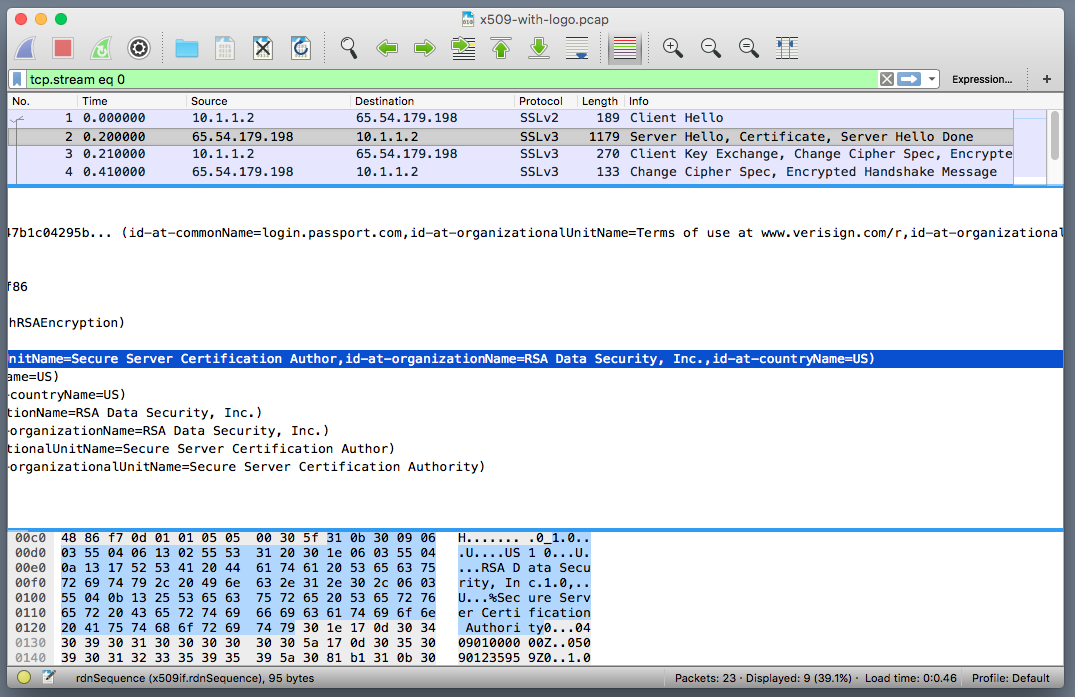 x509-with-logo.pcap
tcp.stream eq 0 Expression... +
No. Time Source Destination Protocol Length Info
1 0.000000 10.1.1.2 65.54.179.198 SSLv2 189 Client Hello
2 0.200000 65.54.179.198 10.1.1.2 SSLv3 1179 Server Hello, Certificate, Server Hello Done
3 0.210000 10.1.1.2 65.54.179.198 SSLv3 270 Client Key Exchange, Change Cipher Spec, Encrypte
4 0.410000 65.54.179.198 10.1.1.2 SSLv3 133 Change Cipher Spec, Encrypted Handshake Message
47b1c04295b... (id-at-commonName=login.passport.com,id-at-organizationalUnitName=Terms of use at www.verisign.com/r,id-at-organizational
f86
hRSAEncryption)
nitName=Secure Server Certification Author,id-at-organizationName=RSA Data Security, Inc.,id-at-countryName=US)
ame=US)
-countryName=US)
tionName=RSA Data Security, Inc.)
-organizationName=RSA Data Security, Inc.)
tionalUnitName=Secure Server Certification Author)
-organizationalUnitName=Secure Server Certification Authority)
00c0 48 86 f7 0d 01 01 05 05 00 30 5f 31 0b 30 09 06 H....... .0_1.0..
00d0 03 55 04 06 13 02 55 53 31 20 30 1e 06 03 55 04 .U....US 1 0...U.
00e0 0a 13 17 52 53 41 20 44 61 74 61 20 53 65 63 75 ...RSA D ata Secu
00f0 72 69 74 79 2c 20 49 6e 63 2e 31 2e 30 2c 06 03 rity, In c.1.0,..
0100 55 04 0b 13 25 53 65 63 75 72 65 20 53 65 72 76 U...%Sec ure Serv
0110 65 72 20 43 65 72 74 69 66 69 63 61 74 69 6f 6e er Certi fication
0120 20 41 75 74 68 6f 72 69 74 79 30 1e 17 0d 30 34 Authori ty0...04
0130 30 39 30 31 30 30 30 30 30 30 5a 17 0d 30 35 30 09010000 00Z..050
0140 39 30 31 32 33 35 39 35 39 5a 30 81 b1 31 0b 30 90123595 9Z0..1.0
rdnSequence (x509if.rdnSequence), 95 bytes Packets: 23 · Displayed: 9 (39.1%) · Load time: 0:0.46 Profile: Default